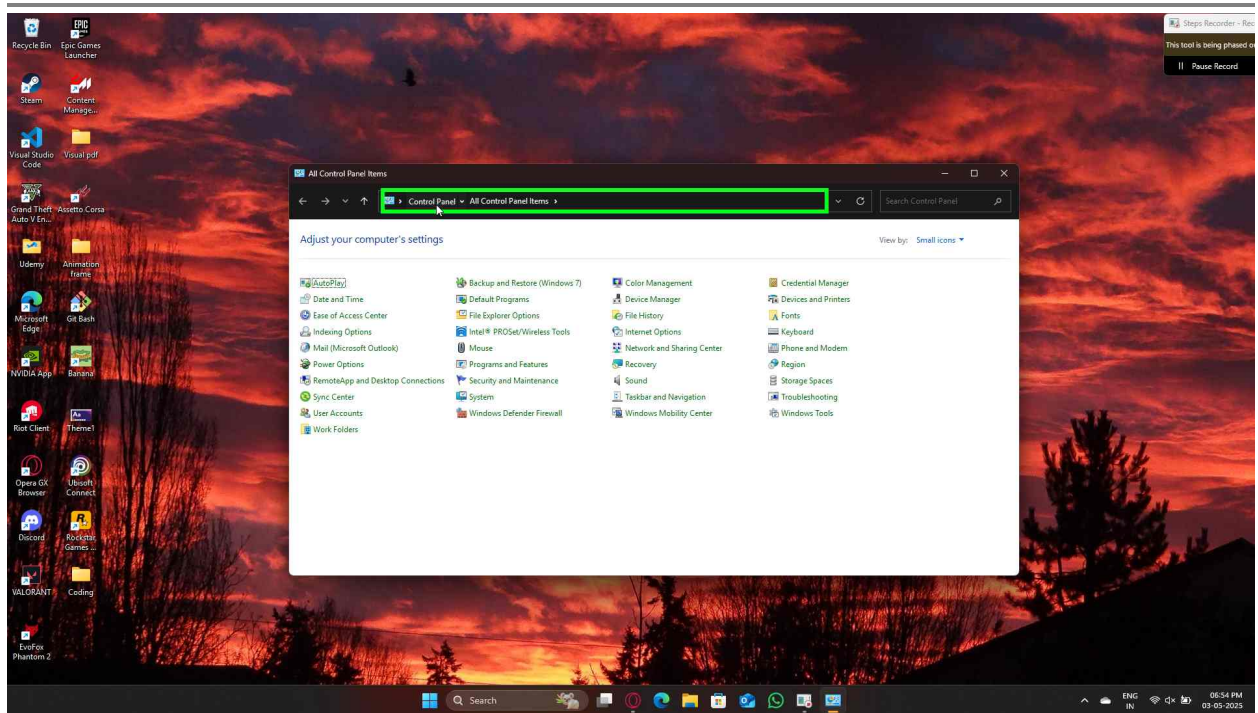 Recycle Bin
Epic Games
Launcher
Steam
Content
Manage...
Visual Studio
Code
Visual pdf
Grand Theft
Auto V En...
Assetto Corsa
Udemy
Animation
frame
Microsoft
Edge
Git Bash
NVIDIA App
Banana
Riot Client
Theme1
Opera GX
Browser
Ubisoft
Connect
Discord
Rockstar
Games ...
VALORANT
Coding
EvoFox
Phantom 2
Steps Recorder - Rec
This tool is being phased o
Pause Record
All Control Panel Items
Control Panel All Control Panel Items
Search Control Panel
Adjust your computer's settings
View by: Small icons
AutoPlay Backup and Restore (Windows 7) Color Management Credential Manager
Date and Time Default Programs Device Manager Devices and Printers
Ease of Access Center File Explorer Options File History Fonts
Indexing Options Intel® PROSet/Wireless Tools Internet Options Keyboard
Mail (Microsoft Outlook) Mouse Network and Sharing Center Phone and Modem
Power Options Programs and Features Recovery Region
RemoteApp and Desktop Connections Security and Maintenance Sound Storage Spaces
Sync Center System Taskbar and Navigation Troubleshooting
User Accounts Windows Defender Firewall Windows Mobility Center Windows Tools
Work Folders
Search
ENG
IN
06:54 PM
03-05-2025